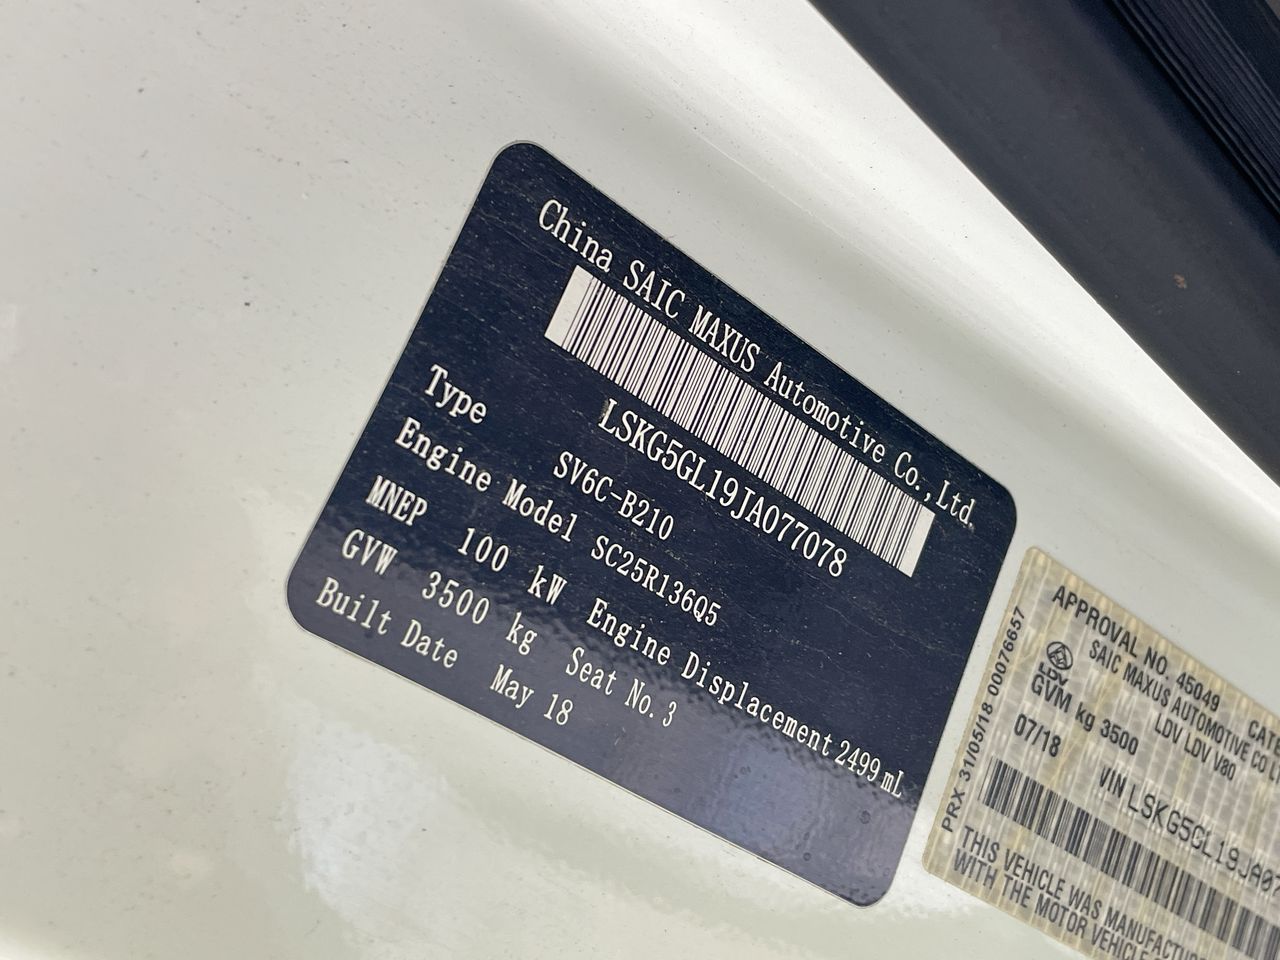 China SAIC MAXUS Automotive Co.,Ltd.
LSKG5GL19JA077078
Type SV6C-B210
Engine Model SC25R136Q5
MNEP 100 kW Engine Displacement 2499 mL
GVW 3500 kg Seat No.3
Built Date May 18
APPROVAL NO. 45049
SAIC MAXUS AUTOMOTIVE CO
LDV
LDV LDV V80
GVM kg 3500
07/18
VIN LSKG5GL19JA07
PRX 31/05/18 00076657
THIS VEHICLE WAS
WITH THE MOTOR VEHICLE